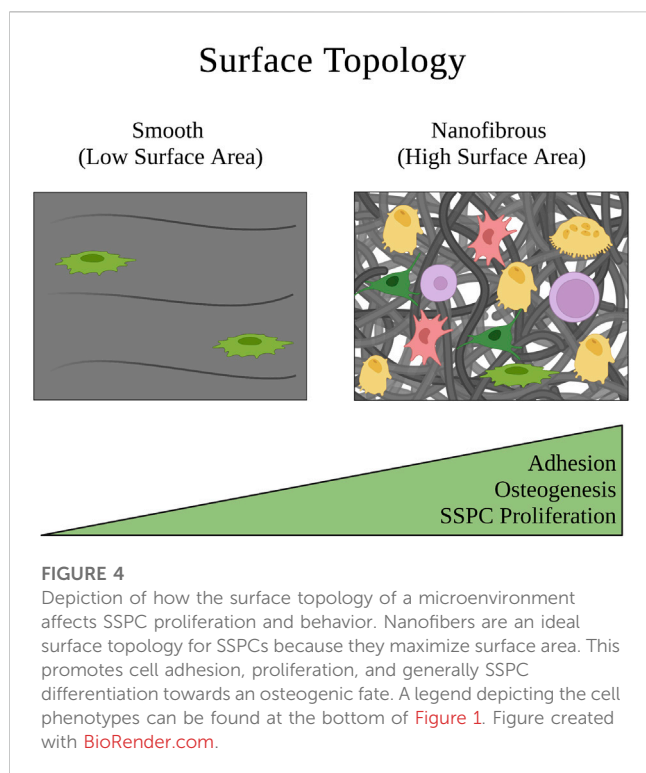 Surface Topology
Smooth
(Low Surface Area)
Nanofibrous
(High Surface Area)
Adhesion
Osteogenesis
SSPC Proliferation
FIGURE 4
Depiction of how the surface topology of a microenvironment
affects SSPC proliferation and behavior. Nanofibers are an ideal
surface topology for SSPCs because they maximize surface area. This
promotes cell adhesion, proliferation, and generally SSPC
differentiation towards an osteogenic fate. A legend depicting the cell
phenotypes can be found at the bottom of Figure 1. Figure created
with BioRender.com.